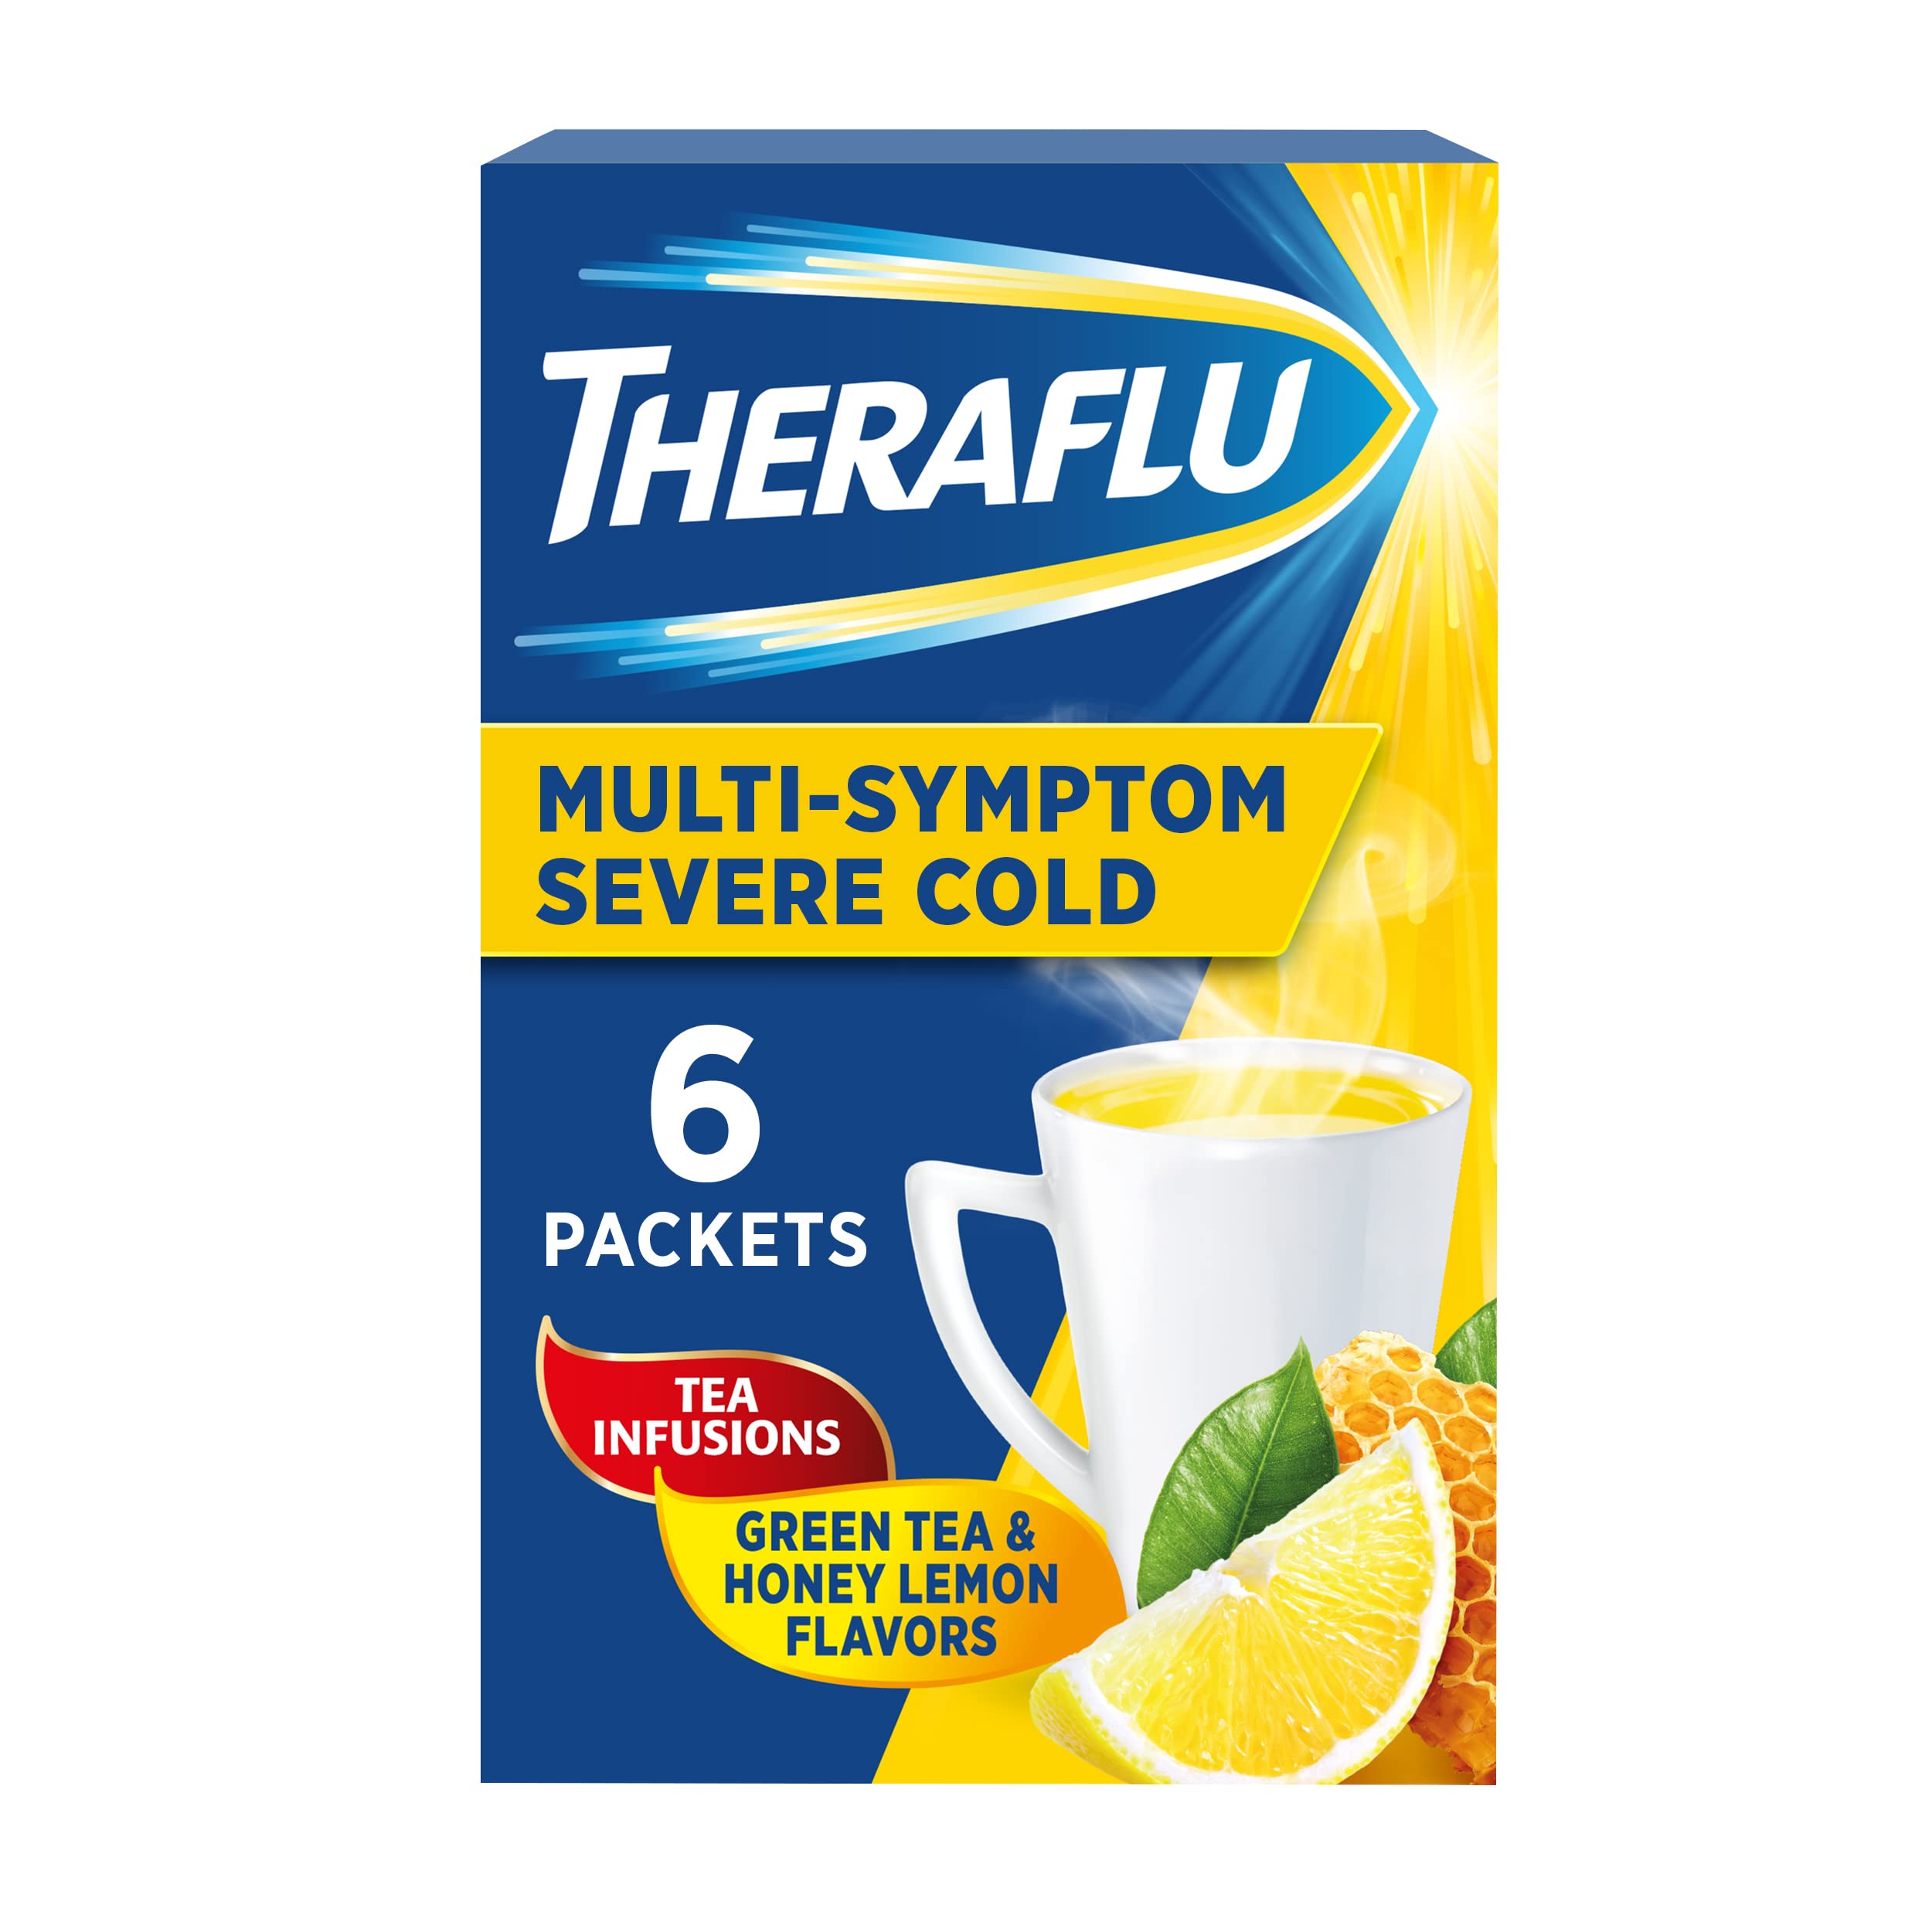 THERAFLU
MULTI-SYMPTOM
SEVERE COLD
6
PACKETS
TEA
INFUSIONS
GREEN TEA &
HONEY LEMON
FLAVORS